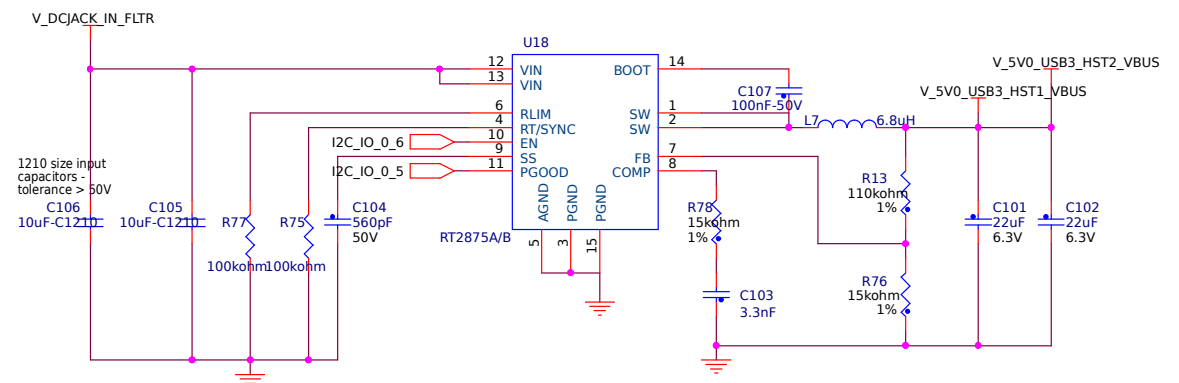 V_DCJACK_IN_FLTR
U18
V_5V0_USB3_HST2_VBUS
V_5V0_USB3_HST1_VBUS
12 VIN
13 VIN
6 RLIM
4 RT/SYNC
I2C_IO_0_6 10 EN
9 SS
I2C_IO_0_5 11 PGOOD
BOOT 14
SW 1
SW 2
FB 7
COMP 8
AGND
PGND
PGND
5
3
15
RT2875A/B
C107
100nF-50V
L7 6.8uH
1210 size input
capacitors -
tolerance > 50V
C106
10uF-C1210
C105
10uF-C1210
R77
100kohm
R75
100kohm
C104
560pF
50V
R78
15kohm
1%
C103
3.3nF
R13
110kohm
1%
R76
15kohm
1%
C101
22uF
6.3V
C102
22uF
6.3V